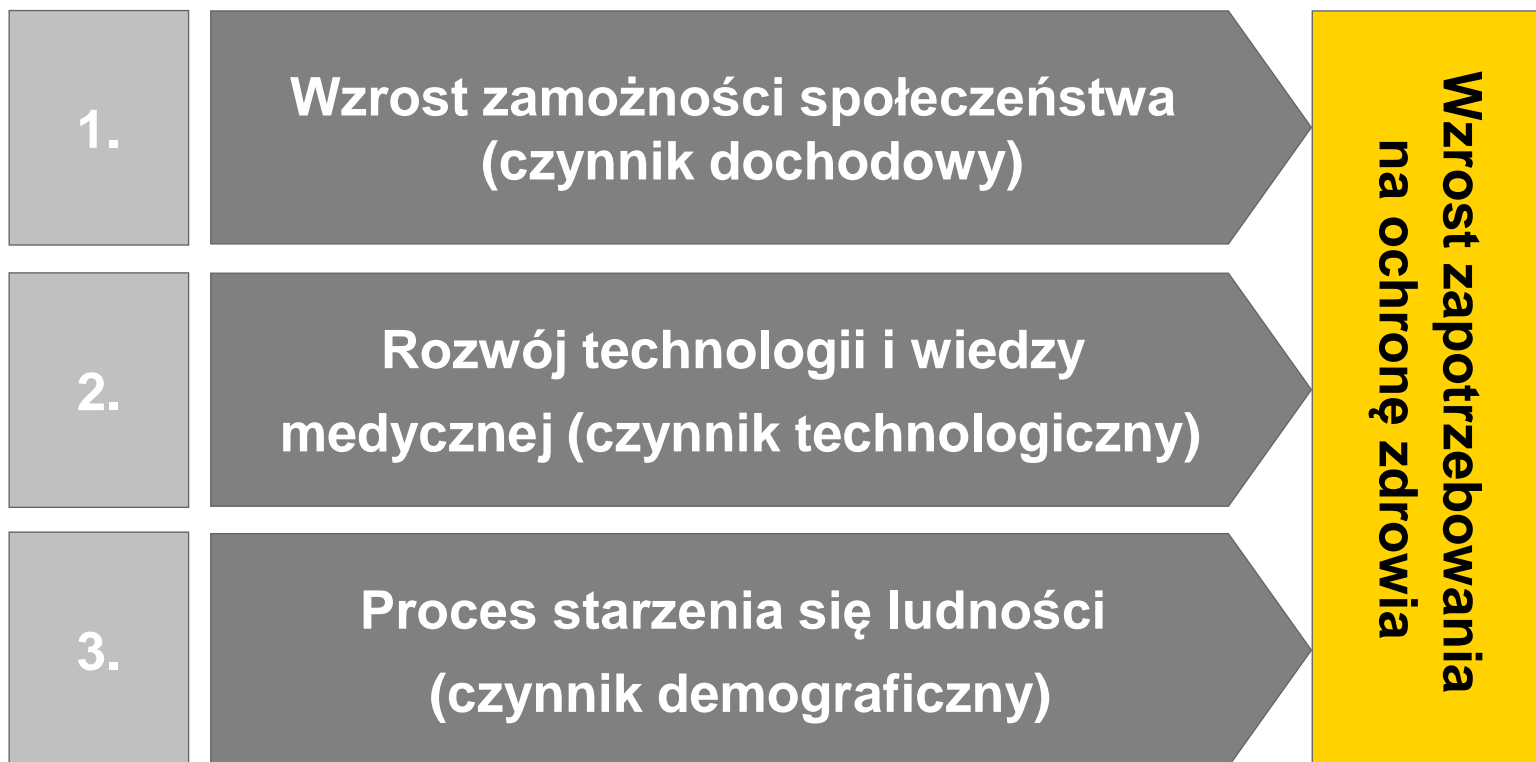 1.
Wzrost zamożności społeczeństwa
(czynnik dochodowy)
2.
Rozwój technologii i wiedzy
medycznej (czynnik technologiczny)
3.
Proces starzenia się ludności
(czynnik demograficzny)
Wzrost zapotrzebowania
na ochronę zdrowia